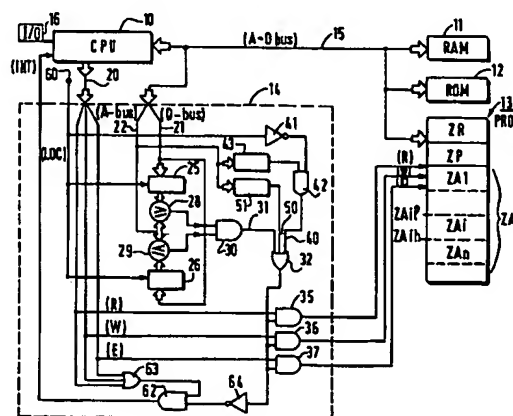 16 10
I/O
CPU
(INT)
60
20
(A-D bus)
15
11
RAM
12
ROM
13
PRO
ZR
ZP
ZA1
ZAiP
ZAi
ZAih
ZAn
ZA
14
(A-bus)
(D-bus)
22
21
(LOC)
43
41
42
51
25
28
29
26
30
31
50
40
32
(R)
(W)
(R)
35
(W)
36
(E)
37
63
62
64